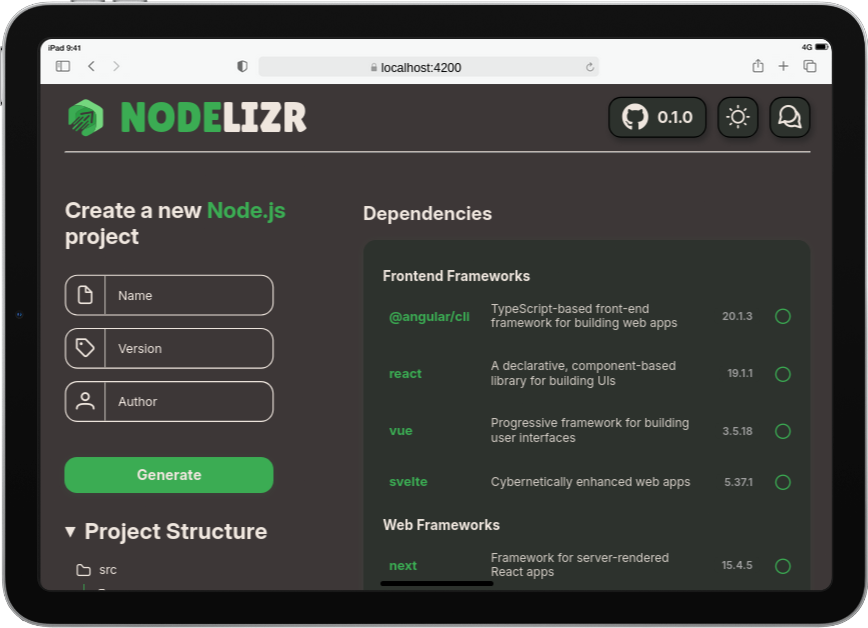 iPad 9:41
4G
localhost:4200
NODELIZR
0.1.0
Create a new Node.js
project
Name
Version
Author
Generate
▼ Project Structure
src
Dependencies
Frontend Frameworks
@angular/cli
TypeScript-based front-end
framework for building web apps
20.1.3
react
A declarative, component-based
library for building UIs
19.1.1
vue
Progressive framework for building
user interfaces
3.5.18
svelte
Cybernetically enhanced web apps
5.37.1
Web Frameworks
next
Framework for server-rendered
React apps
15.4.5